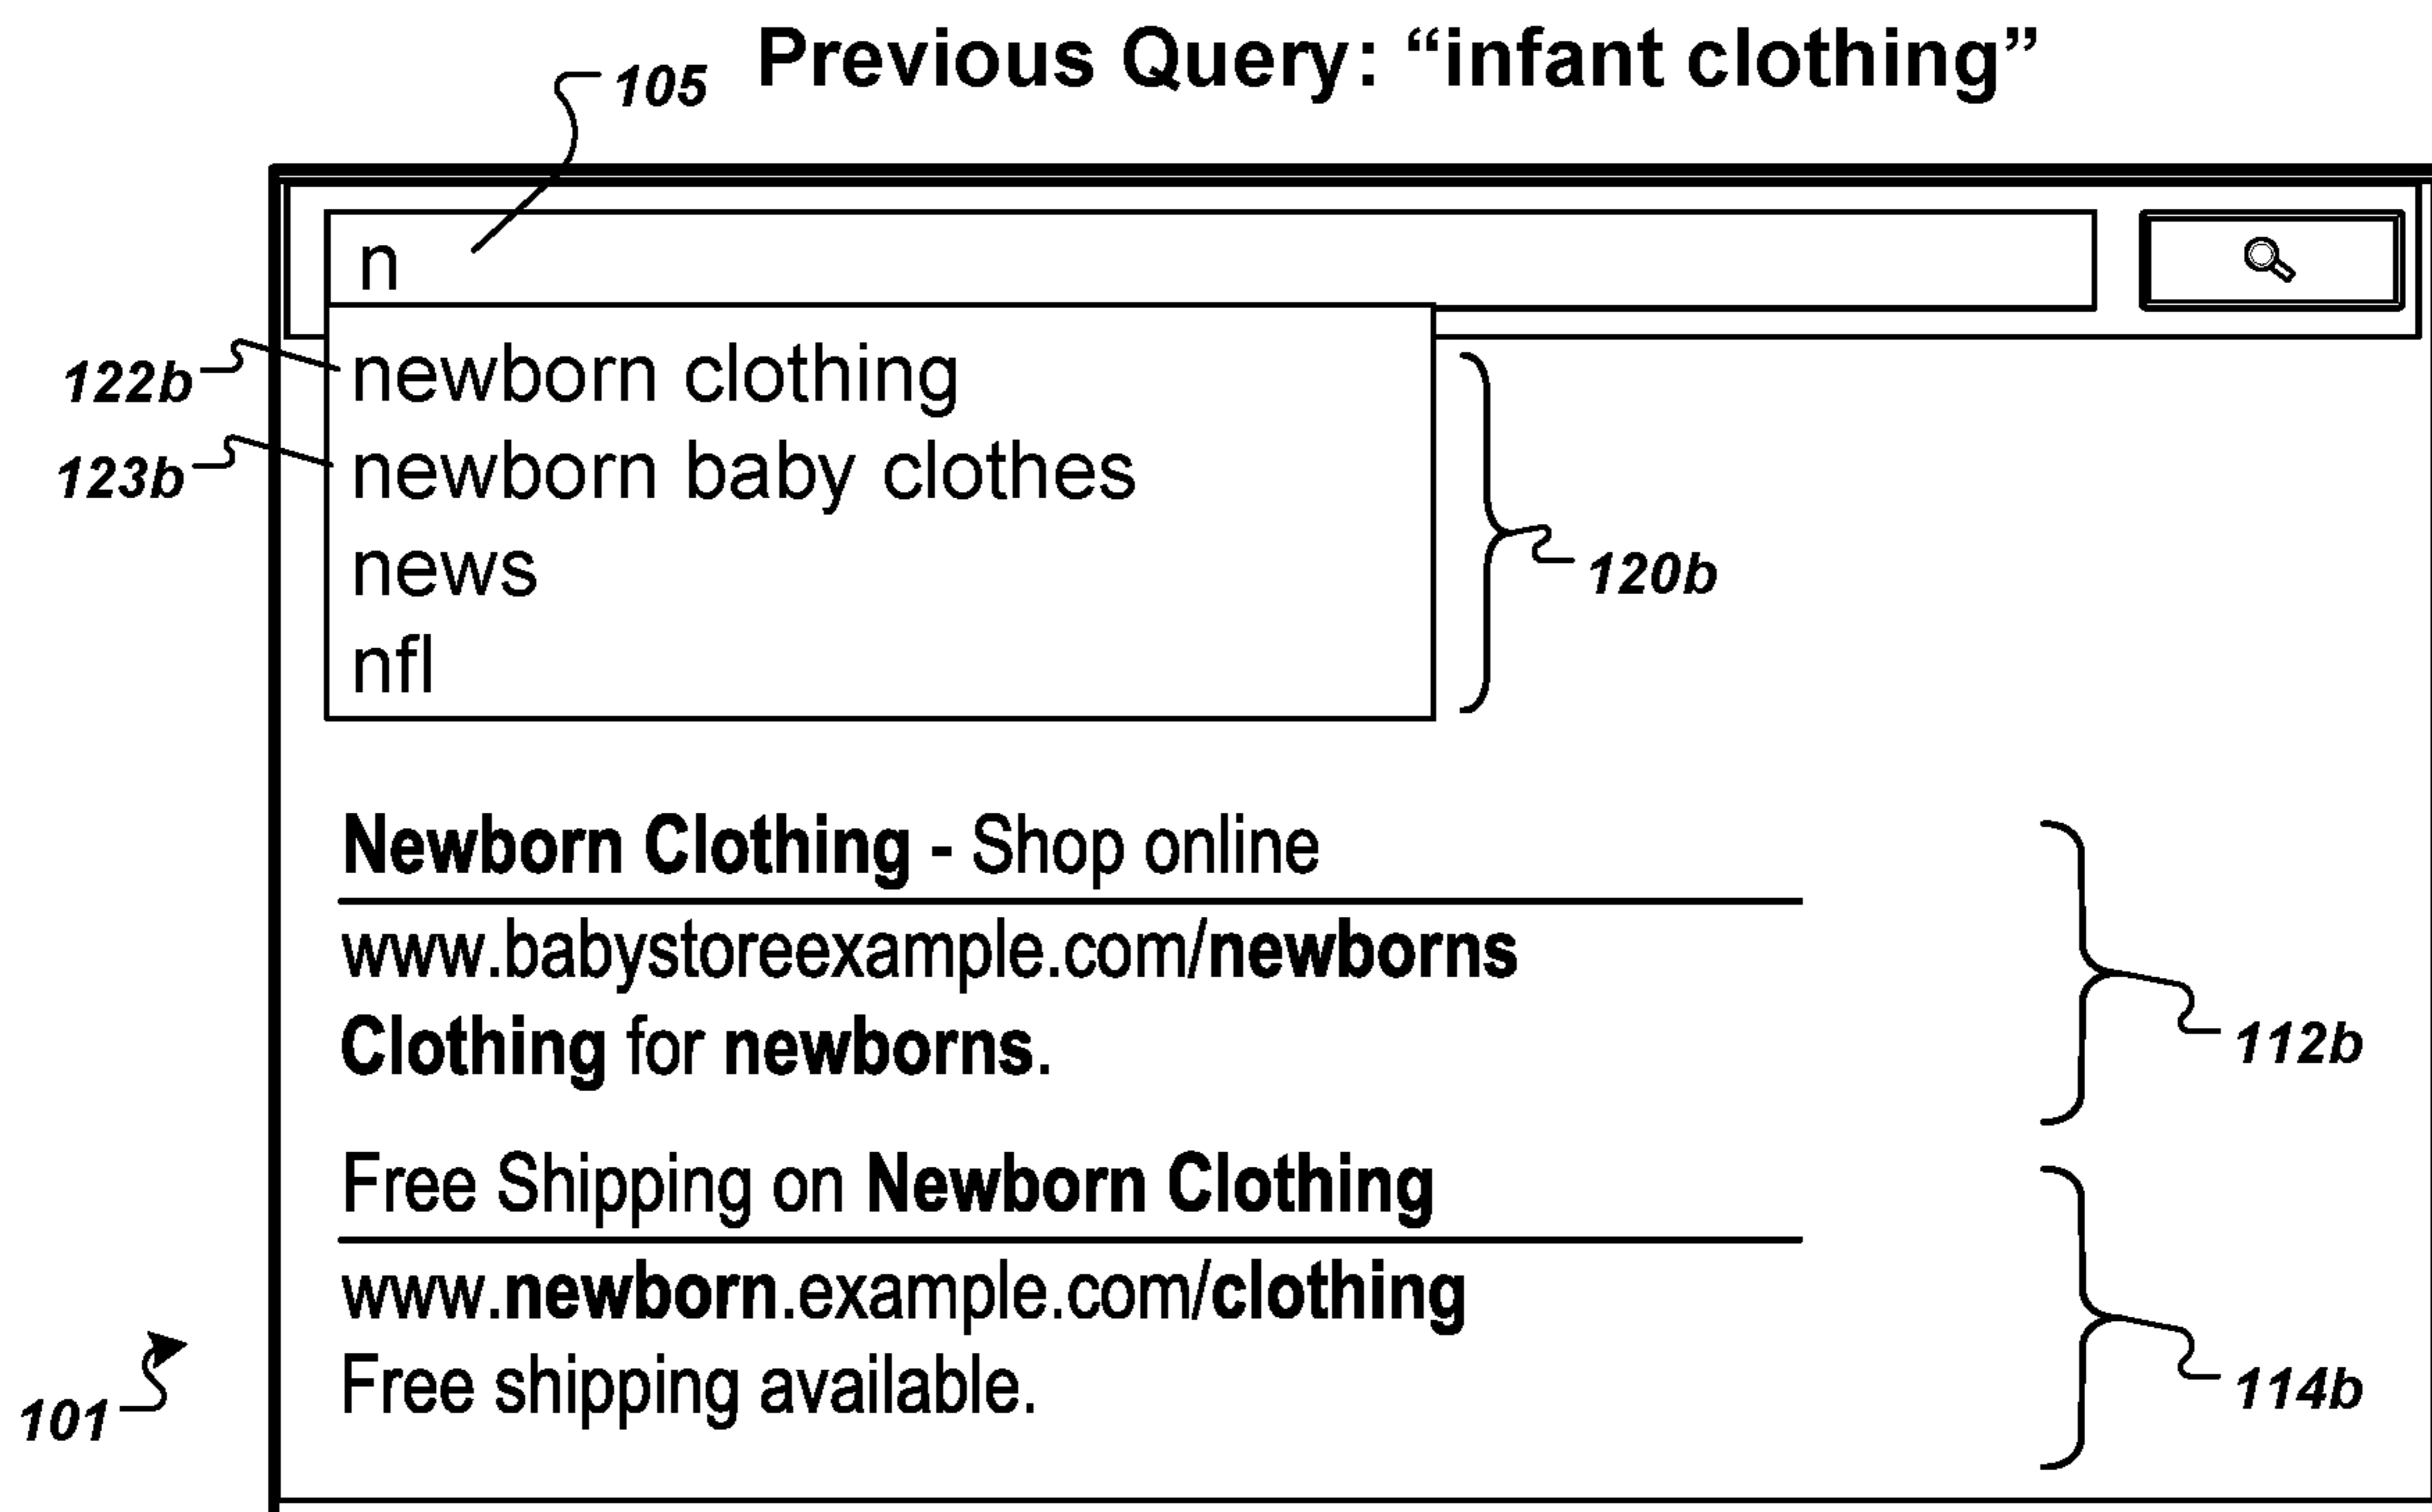 Previous Query: “infant clothing”
105
n
122b
newborn clothing
123b
newborn baby clothes
news
120b
nfl
Newborn Clothing - Shop online
www.babystoreexample.com/newborns
Clothing for newborns.
112b
Free Shipping on Newborn Clothing
www.newborn.example.com/clothing
Free shipping available.
114b
101